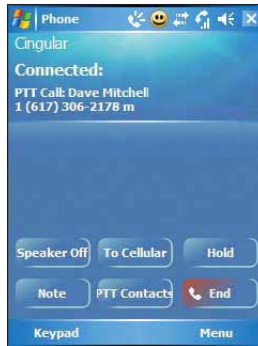 Phone
Cingular
Connected:
PTT Call: Dave Mitchell
1 (617) 306-2178 m
Speaker Off To Cellular Hold
Note PTT Contacts End
Keypad Menu